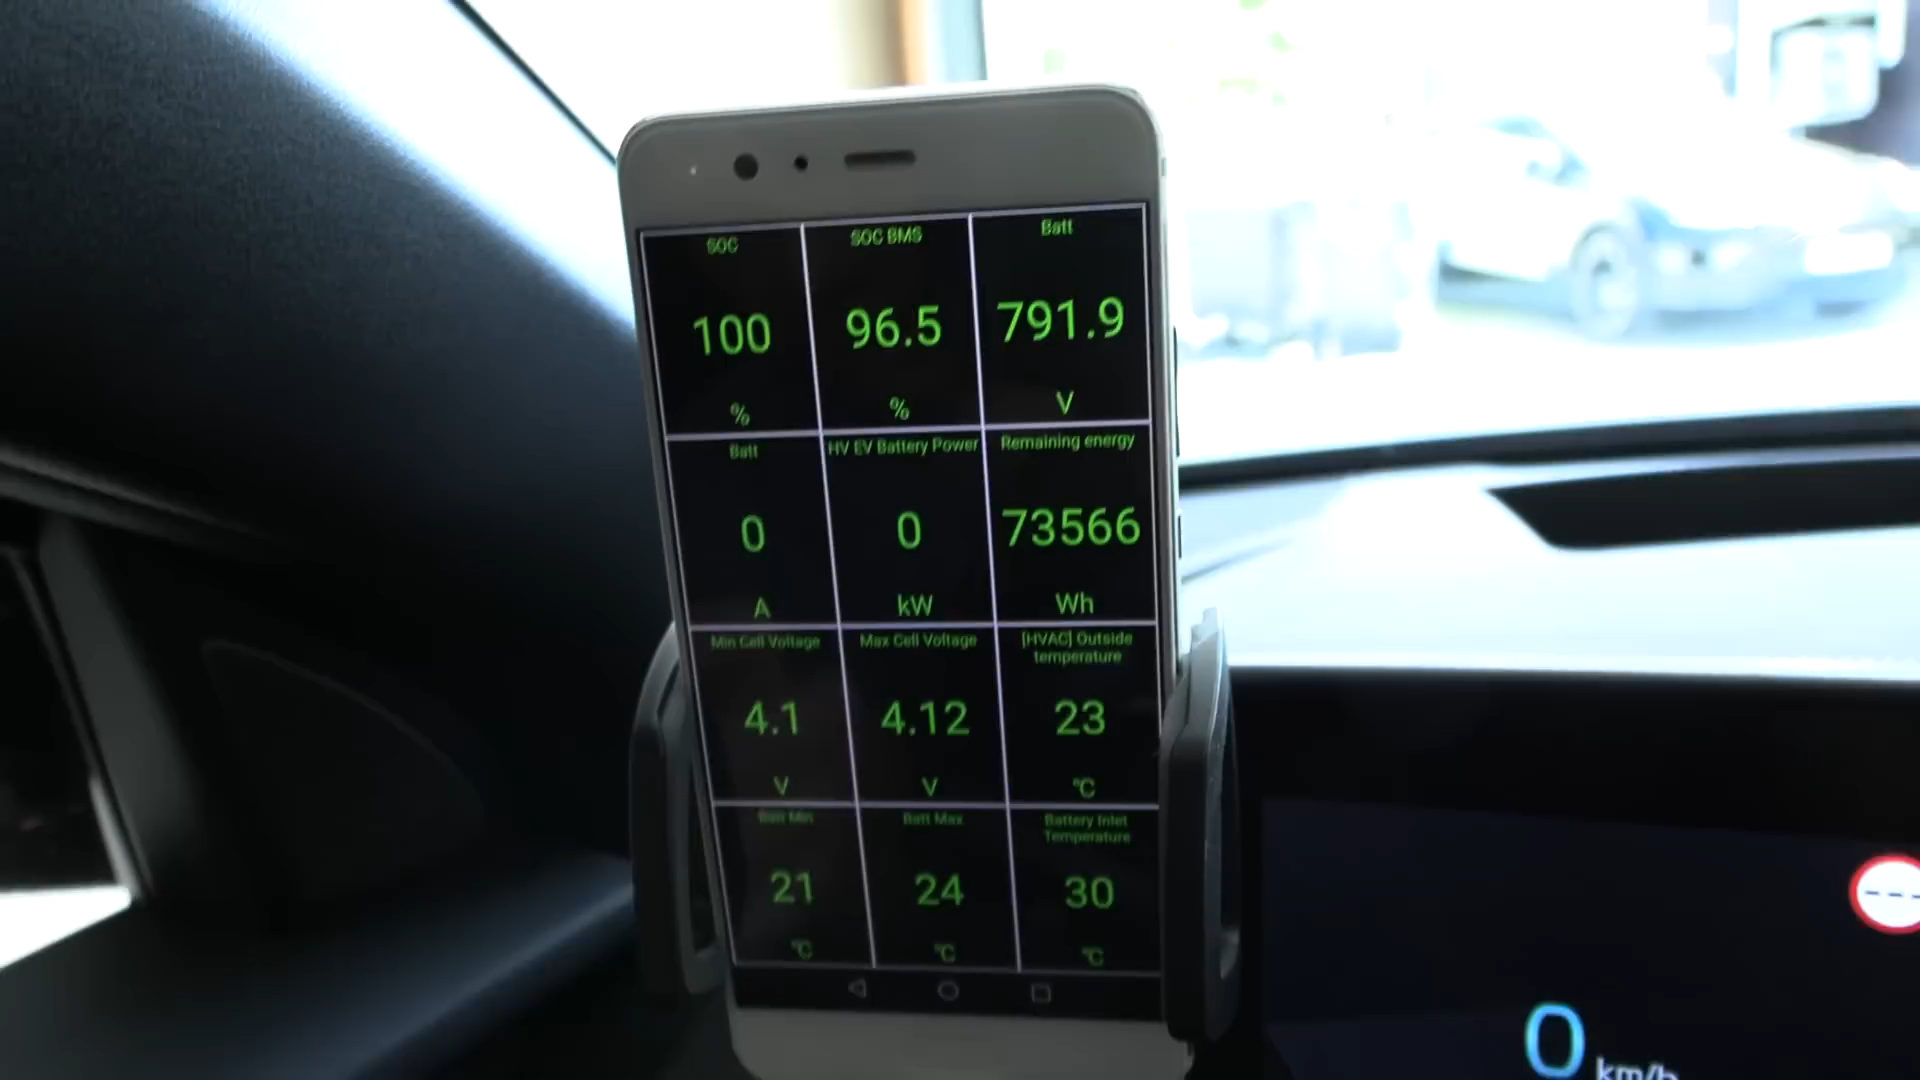 SOC
SOC BMS
Batt
100
96.5
791.9
%
%
V
Batt
HV EV Battery Power
Remaining energy
0
0
73566
A
kW
Wh
Min Cell Voltage
Max Cell Voltage
[HVAC] Outside
temperature
4.1
4.12
23
V
V
°C
Batt Min
Batt Max
Battery Inlet
Temperature
21
24
30
°C
°C
°C
---
0 km/h